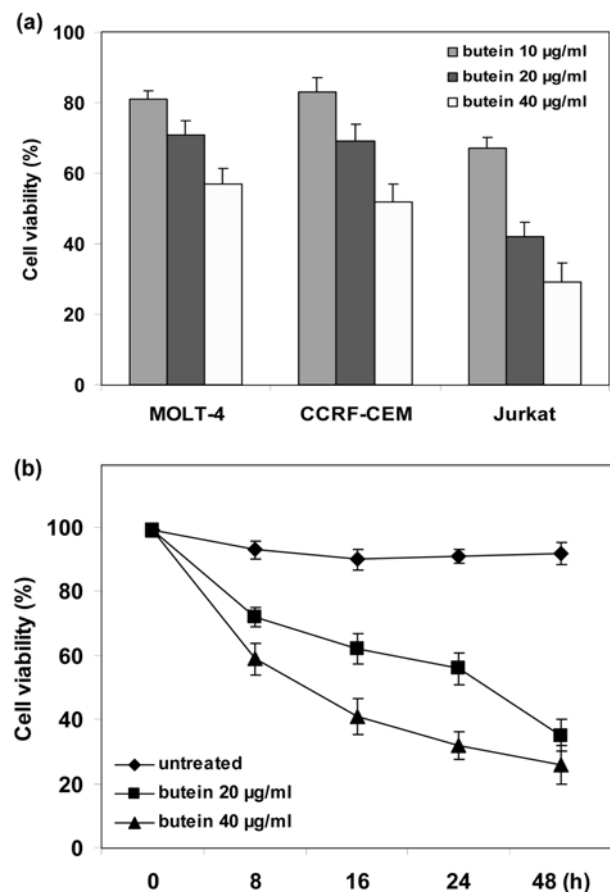 (a)
100
80
60
40
20
0
Cell viability (%)
butein 10 µg/ml
butein 20 µg/ml
butein 40 µg/ml
MOLT-4 CCRF-CEM Jurkat
(b)
100
80
60
40
20
0
Cell viability (%)
untreated
butein 20 µg/ml
butein 40 µg/ml
0 8 16 24 48 (h)